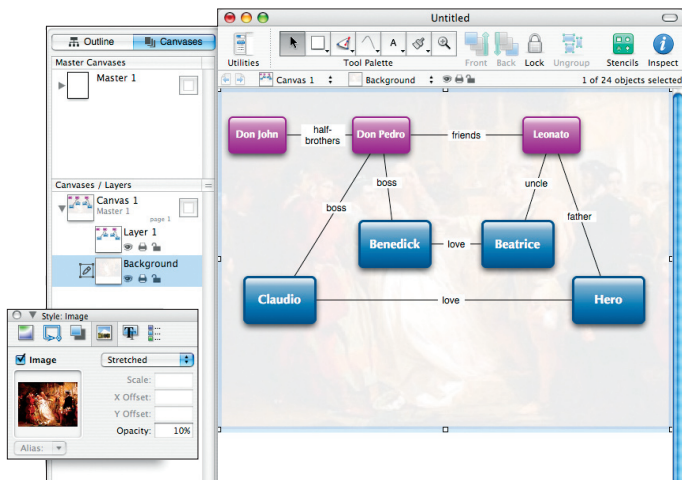 Untitled
Outline
Canvases
Utilities
Tool Palette
A
Front
Back
Lock
Ungroup
Stencils
Inspect
Master Canvases
Master 1
Canvas 1
Background
1 of 24 objects selected
Canvases / Layers
Canvas 1
Master 1
page 1
Layer 1
Background
Don John
half-
brothers
Don Pedro
friends
Leonato
boss
boss
uncle
father
Benedick
love
Beatrice
Claudio
love
Hero
Style: Image
Image
Stretched
Scale:
X Offset:
Y Offset:
Opacity:
10%
Alias: